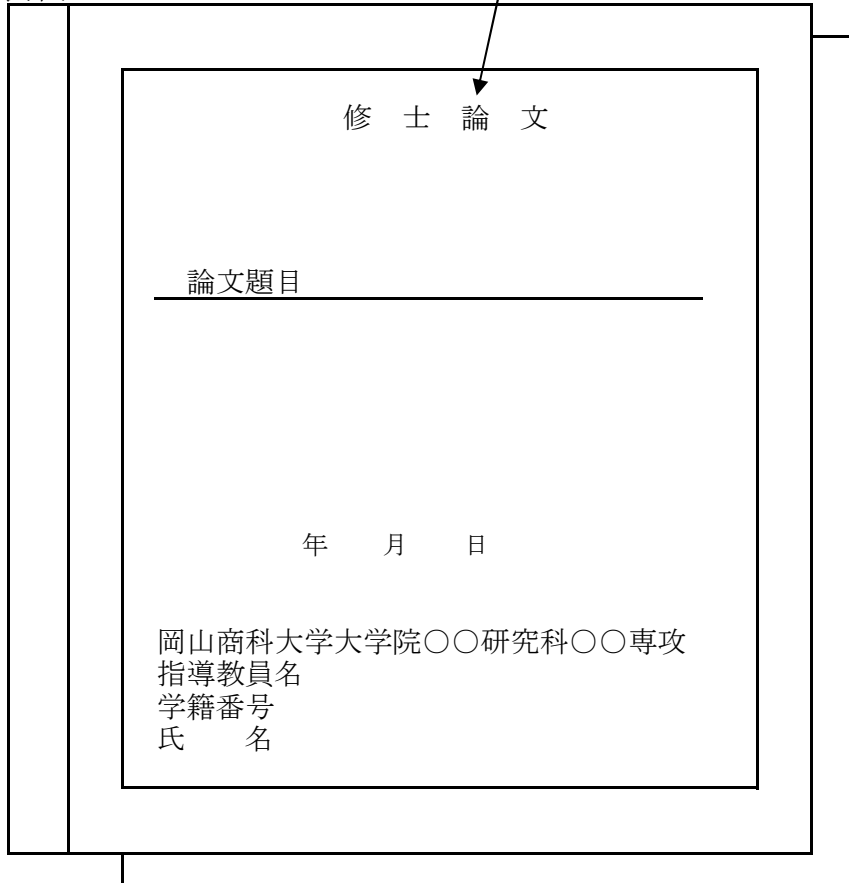 修 士 論 文
論文題目
年 月 日
岡山商科大学大学院○○研究科○○専攻
指導教員名
学籍番号
氏 名